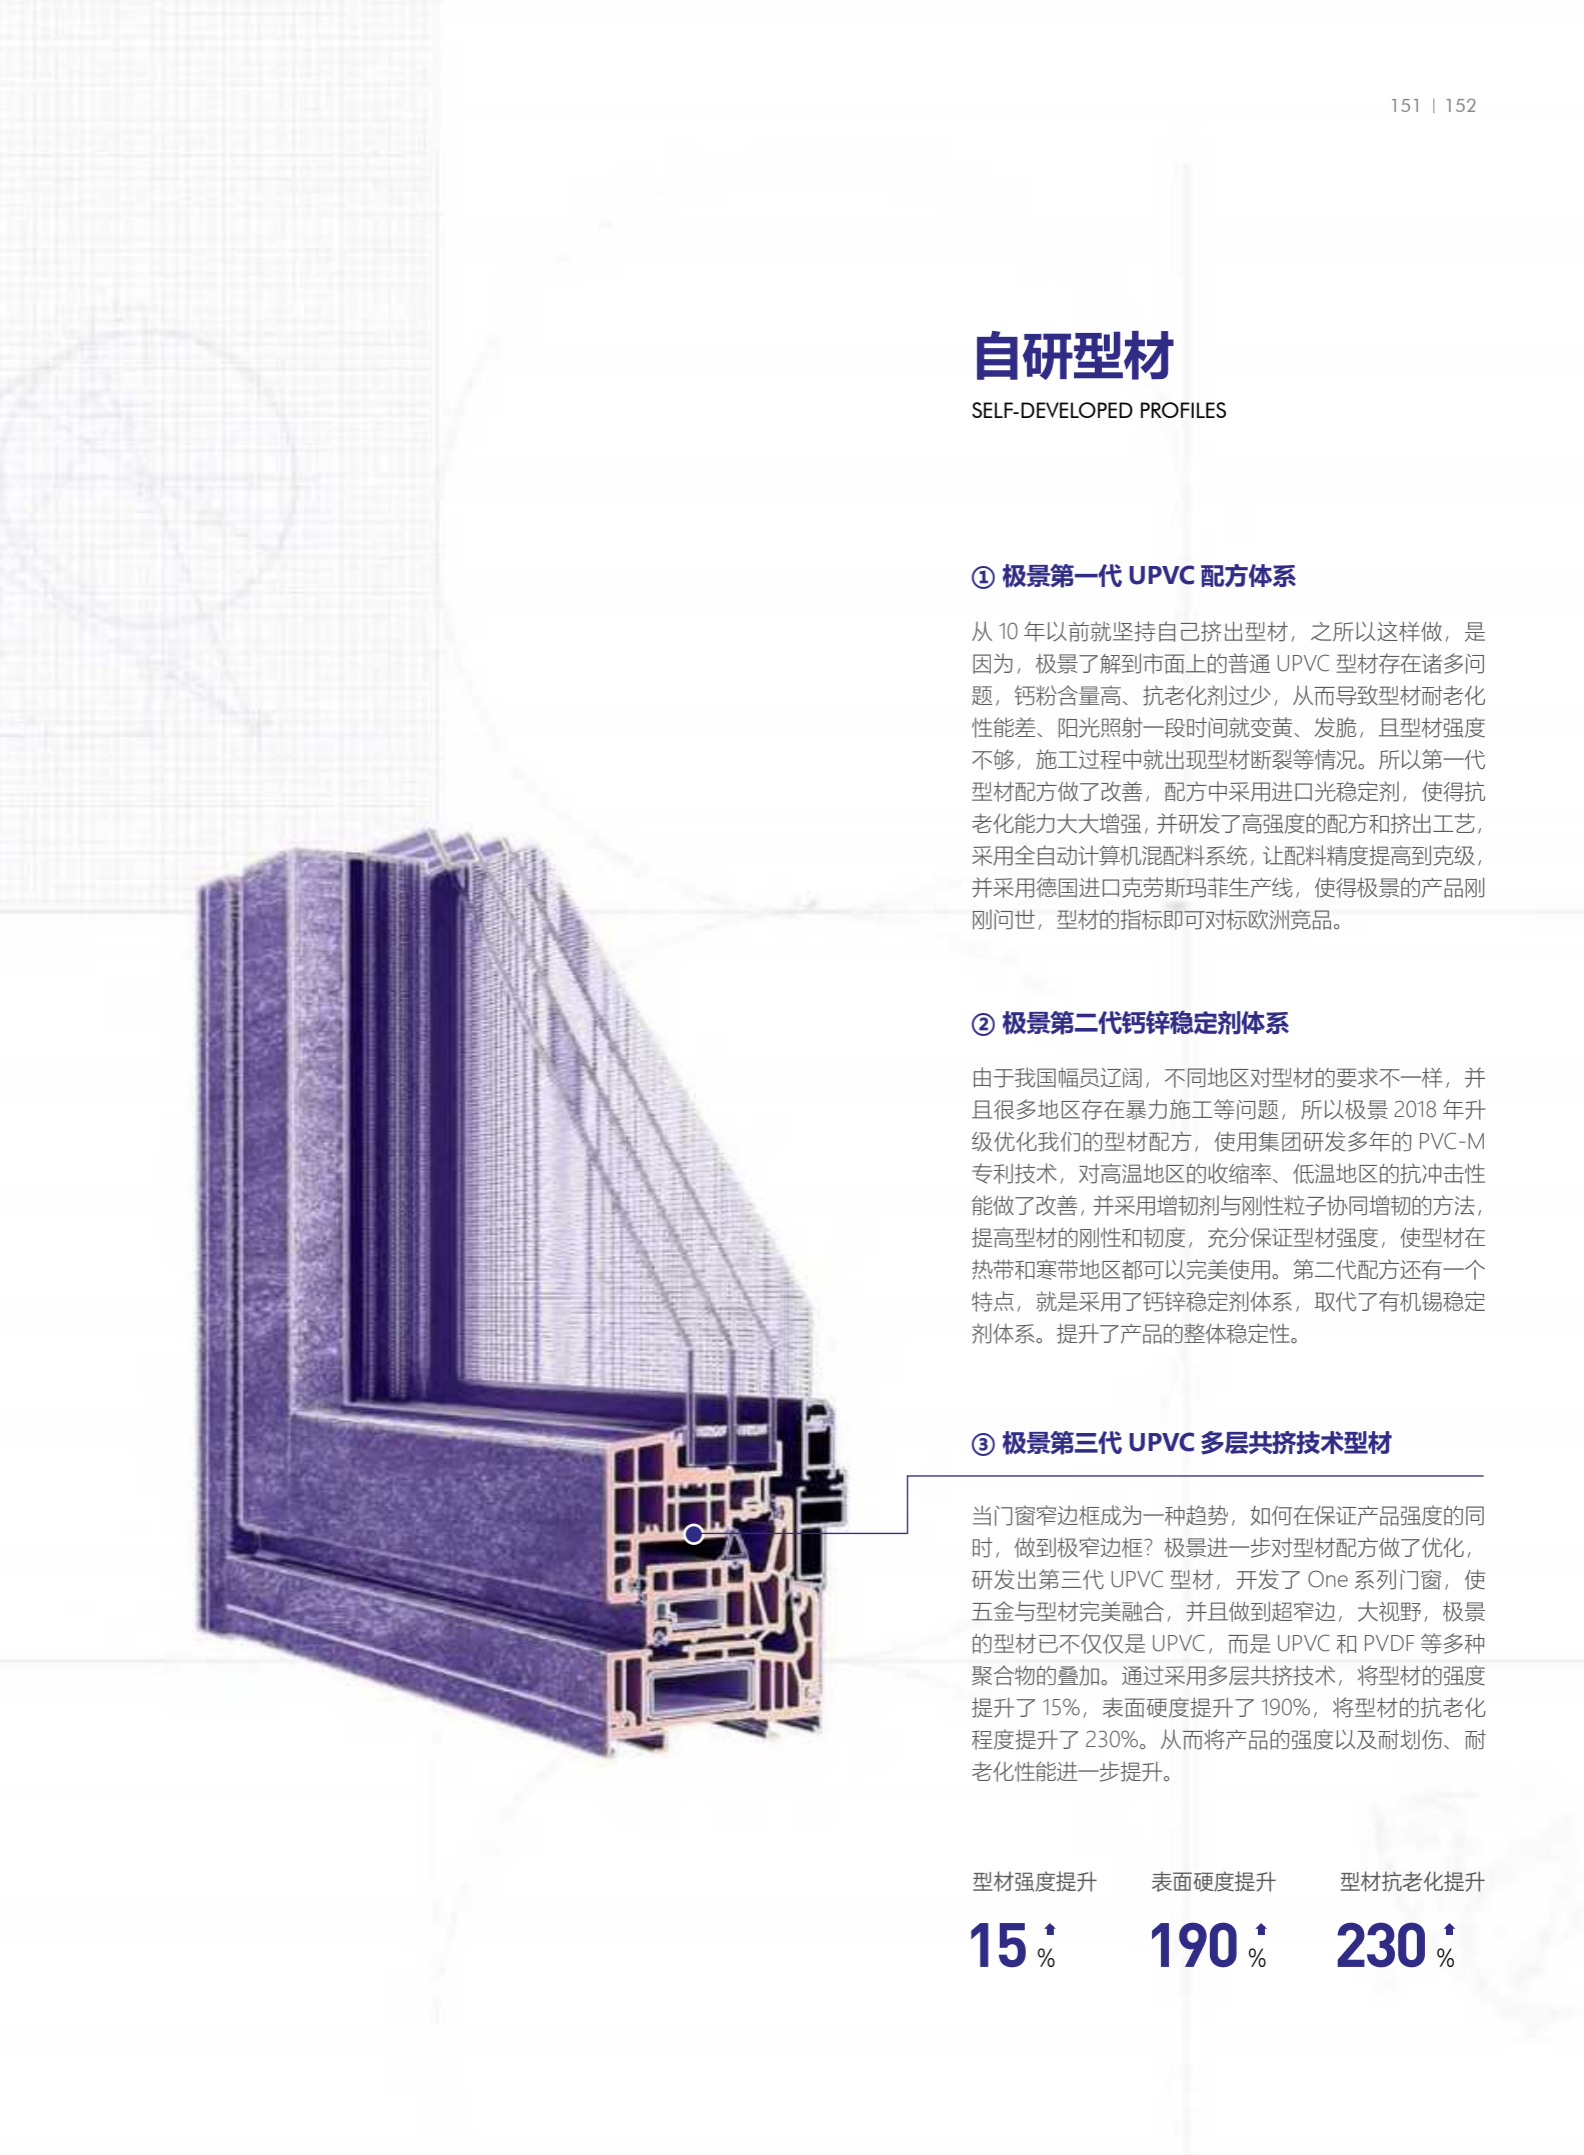 151 | 152
自研型材
SELF-DEVELOPED PROFILES
① 极景第一代 UPVC 配方体系
从 10 年以前就坚持自己挤出型材，之所以这样做，是
因为，极景了解到市面上的普通 UPVC 型材存在诸多问
题，钙粉含量高、抗老化剂过少，从而导致型材耐老化
性能差、阳光照射一段时间就变黄、发脆，且型材强度
不够，施工过程中就出现型材断裂等情况。所以第一代
型材配方做了改善，配方中采用进口光稳定剂，使得抗
老化能力大大增强，并研发了高强度的配方和挤出工艺，
采用全自动计算机混配料系统，让配料精度提高到克级，
并采用德国进口克劳斯玛菲生产线，使得极景的产品刚
刚问世，型材的指标即可对标欧洲竞品。
② 极景第二代钙锌稳定剂体系
由于我国幅员辽阔，不同地区对型材的要求不一样，并
且很多地区存在暴力施工等问题，所以极景 2018 年升
级优化我们的型材配方，使用集团研发多年的 PVC-M
专利技术，对高温地区的收缩率、低温地区的抗冲击性
能做了改善，并采用增韧剂与刚性粒子协同增韧的方法，
提高型材的刚性和韧度，充分保证型材强度，使型材在
热带和寒带地区都可以完美使用。第二代配方还有一个
特点，就是采用了钙锌稳定剂体系，取代了有机锡稳定
剂体系。提升了产品的整体稳定性。
③ 极景第三代 UPVC 多层共挤技术型材
当门窗窄边框成为一种趋势，如何在保证产品强度的同
时，做到极窄边框？极景进一步对型材配方做了优化，
研发出第三代 UPVC 型材，开发了 One 系列门窗，使
五金与型材完美融合，并且做到超窄边，大视野，极景
的型材已不仅仅是 UPVC，而是 UPVC 和 PVDF 等多种
聚合物的叠加。通过采用多层共挤技术，将型材的强度
提升了 15%，表面硬度提升了 190%，将型材的抗老化
程度提升了 230%。从而将产品的强度以及耐划伤、耐
老化性能进一步提升。
型材强度提升 表面硬度提升 型材抗老化提升
15 % 190 % 230 %